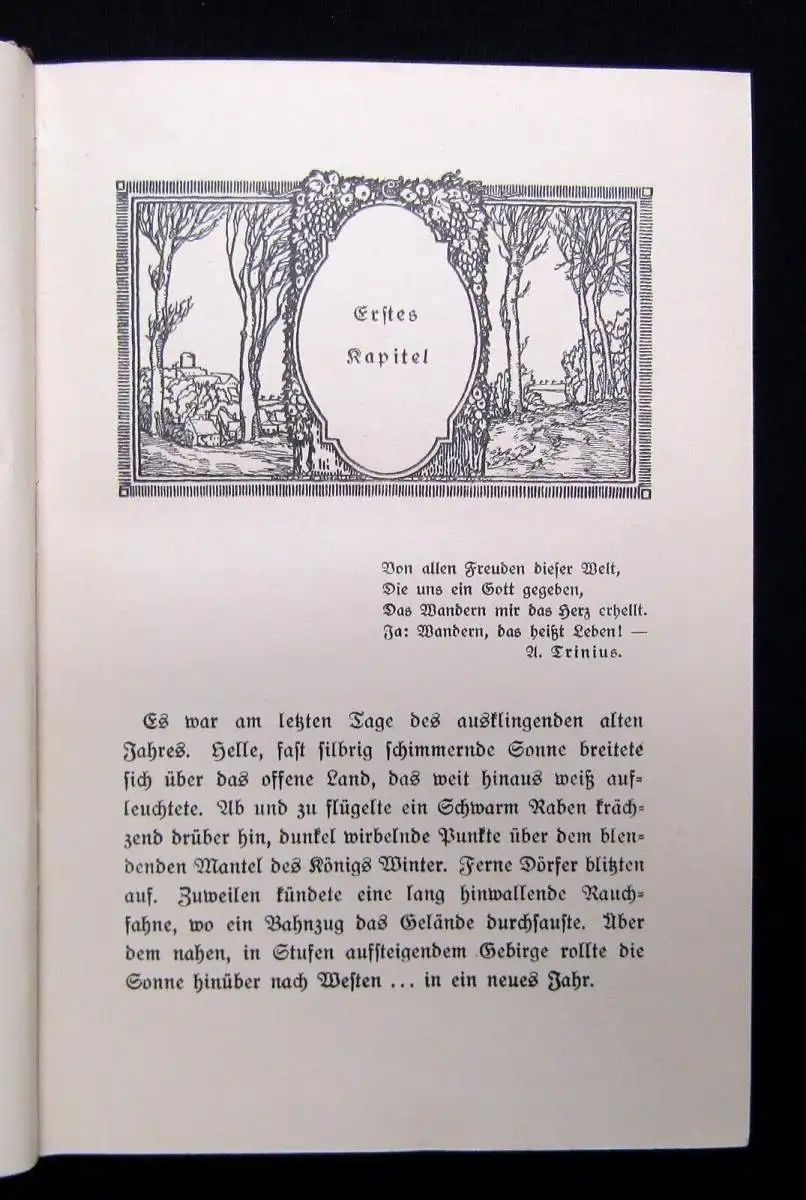 Erstes
Kapitel
Von allen Freuden dieser Welt,
Die uns ein Gott gegeben,
Das Wandern mir das Herz erhellt.
Ja: Wandern, das heißt Leben! —
A. Trinius.
Es war am letzten Tage des ausklingenden alten
Jahres. Helle, fast silbrig schimmernde Sonne breitete
sich über das offene Land, das weit hinaus weiß auf-
leuchtete. Ab und zu flügelte ein Schwarm Raben kräch-
zend drüber hin, dunkel wirbelnde Punkte über dem blen-
denden Mantel des Königs Winter. Ferne Dörfer blitzten
auf. Zuweilen kündete eine lang hinwallende Rauch-
fahne, wo ein Bahnzug das Gelände durchsauste. Über
dem nahen, in Stufen aufsteigendem Gebirge rollte die
Sonne hinüber nach Westen ... in ein neues Jahr.